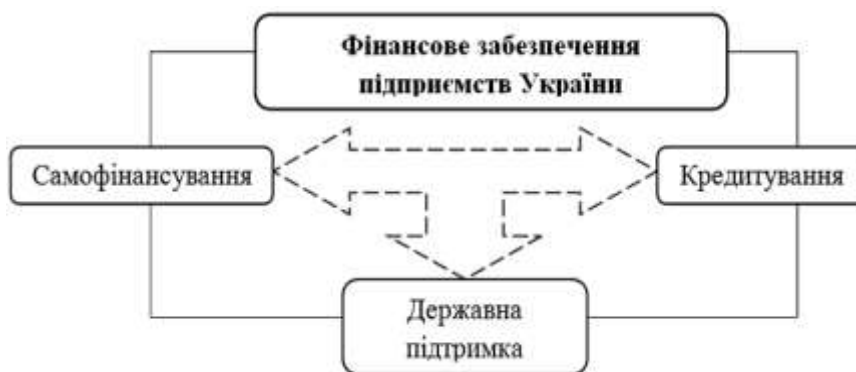 Фінансове забезпечення
підприємств України
Самофінансування
Кредитування
Державна
підтримка